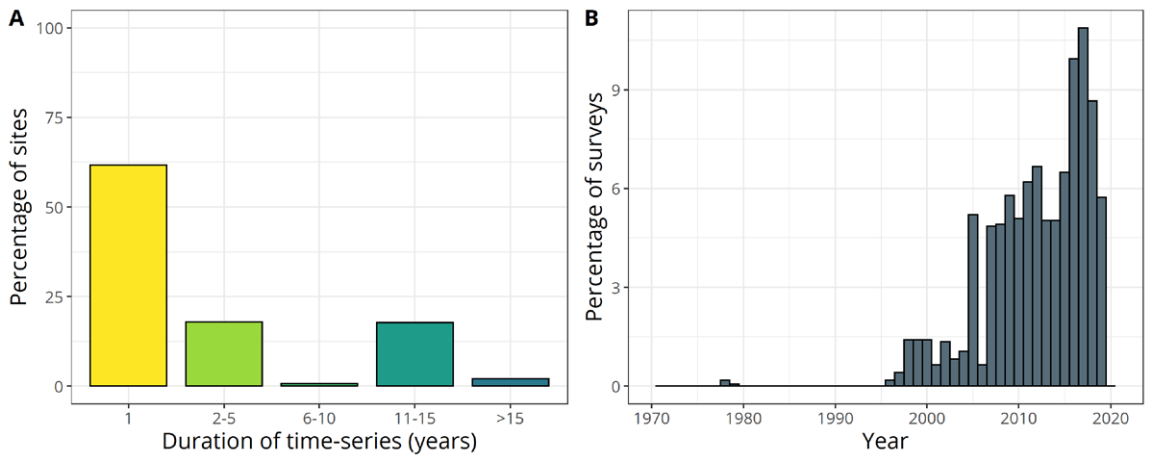 A
Percentage of sites
100
75
50
25
0
1 2-5 6-10 11-15 >15
Duration of time-series (years)
B
Percentage of surveys
9
6
3
0
1970 1980 1990 2000 2010 2020
Year